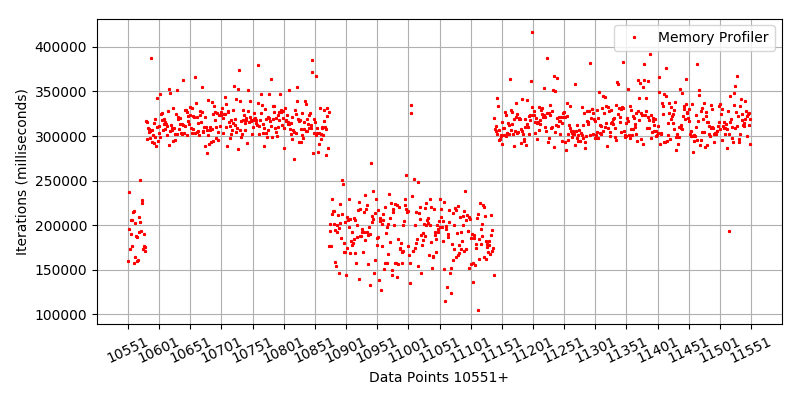 Memory Profiler
Iterations (milliseconds)
400000
350000
300000
250000
200000
150000
100000
10551 10601 10651 10701 10751 10801 10851 10901 10951 11001 11051 11101 11151 11201 11251 11301 11351 11401 11451 11501 11551
Data Points 10551+